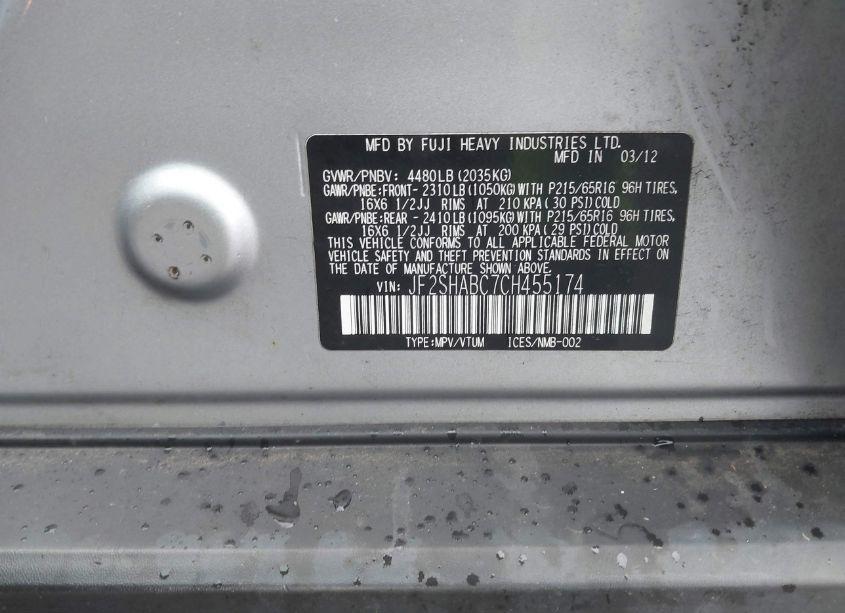 MFD BY FUJI HEAVY INDUSTRIES LTD.
MFD IN 03/12
GVWR/PNBV: 4480LB (2035KG)
GAWR/PNBE:FRONT- 2310LB (1050KG) WITH P215/65R16 96H TIRES,
16X6 1/2JJ RIMS AT 210 KPA ( 30 PSI) COLD
GAWR/PNBE:REAR - 2410LB (1095KG) WITH P215/65R16 96H TIRES,
16X6 1/2JJ RIMS AT 200 KPA ( 29 PSI) COLD
THIS VEHICLE CONFORMS TO ALL APPLICABLE FEDERAL MOTOR
VEHICLE SAFETY AND THEFT PREVENTION STANDARDS IN EFFECT ON
THE DATE OF MANUFACTURE SHOWN ABOVE.
VIN: JF2SHABC7CH455174
TYPE:MPV/VTUM ICES/NMB-002